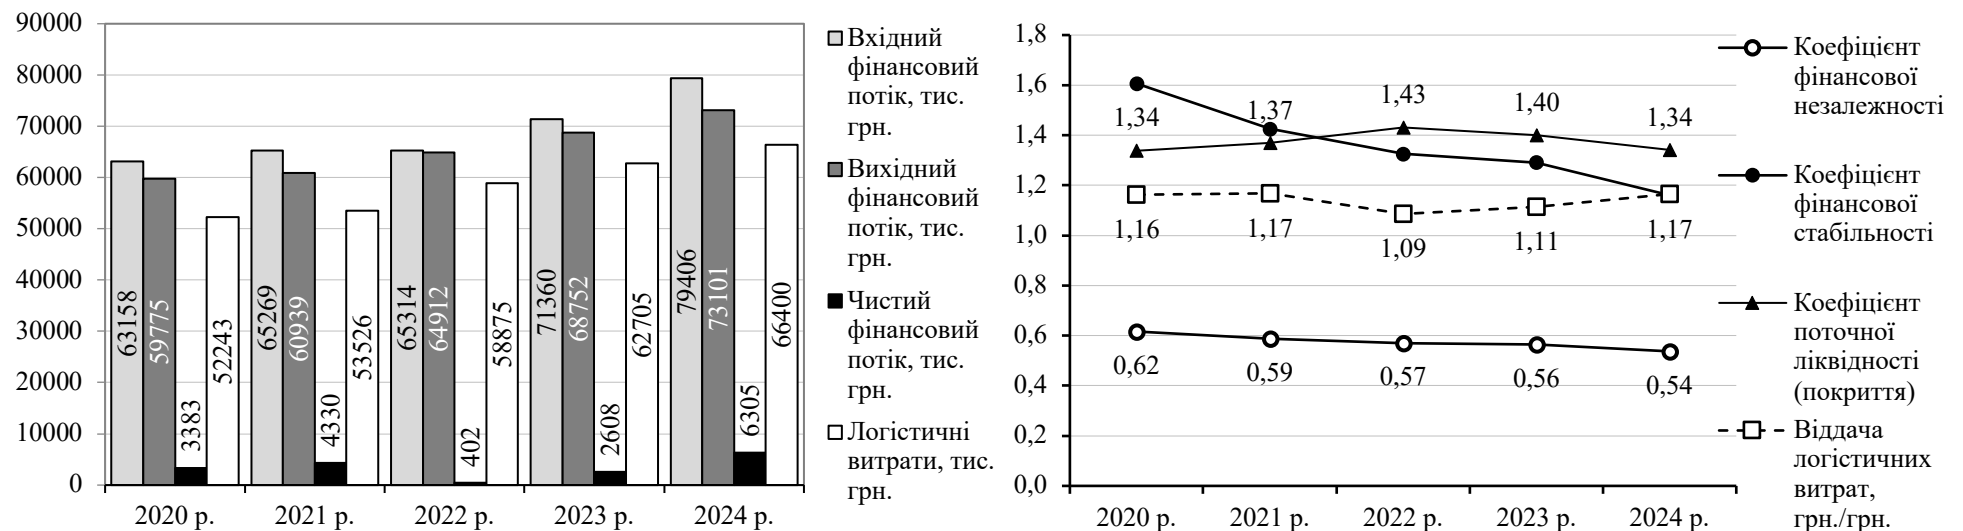 90000
80000
70000
60000
50000
40000
30000
20000
10000
0
63158
59775
3383
52243
65269
60939
4330
53526
65314
64912
402
58875
71360
68752
2608
62705
79406
73101
6305
66400
2020 р.
2021 р.
2022 р.
2023 р.
2024 р.
Вхідний
фінансовий
потік, тис.
грн.
Вихідний
фінансовий
потік, тис.
грн.
Чистий
фінансовий
потік, тис.
грн.
Логістичні
витрати, тис.
грн.
1,8
1,6
1,4
1,2
1,0
0,8
0,6
0,4
0,2
0,0
1,34
1,37
1,43
1,40
1,34
1,16
1,17
1,09
1,11
1,17
0,62
0,59
0,57
0,56
0,54
2020 р.
2021 р.
2022 р.
2023 р.
2024 р.
Коефіцієнт
фінансової
незалежності
Коефіцієнт
фінансової
стабільності
Коефіцієнт
поточної
ліквідності
(покриття)
Віддача
логістичних
витрат,
грн./грн.